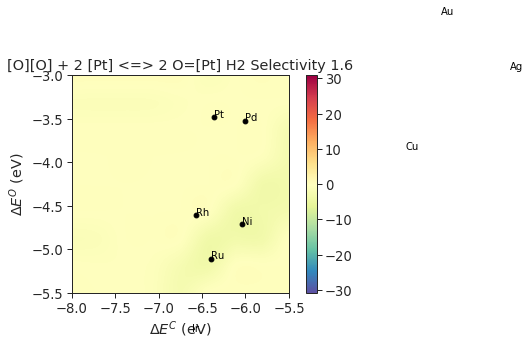 Au
[O][O] + 2 [Pt] <=> 2 O=[Pt] H2 Selectivity 1.6
Ag
−3.0
30
Pt
Pd
−3.5
20
Cu
−4.0
10
ΔE^O (eV)
0
−4.5
Rh
Ni
−10
−5.0
Ru
−20
−5.5
−30
−8.0 −7.5 −7.0 −6.5 −6.0 −5.5
ΔE^C (eV)